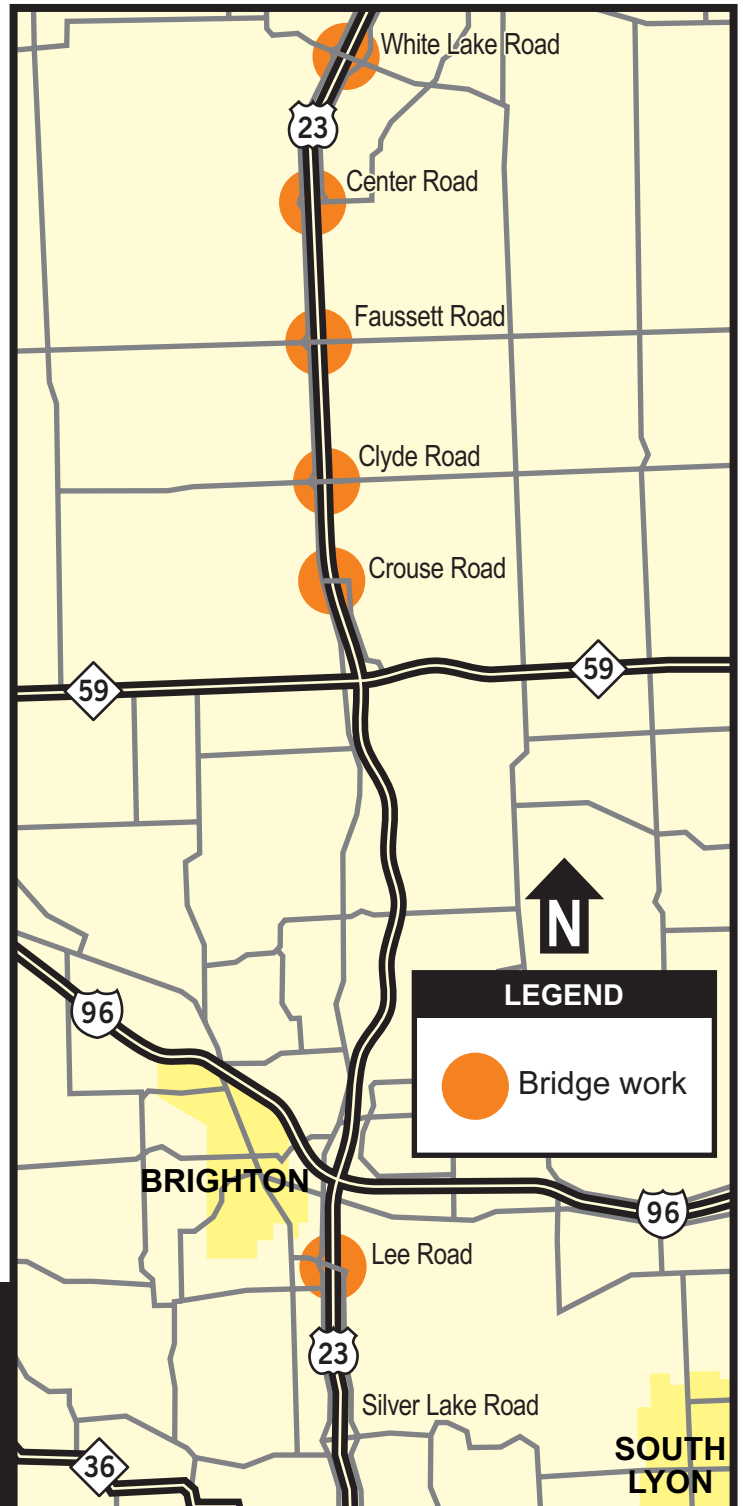 White Lake Road
23
Center Road
Faussett Road
Clyde Road
Crouse Road
59
59
N
LEGEND
Bridge work
96
BRIGHTON
96
Lee Road
23
Silver Lake Road
SOUTH
LYON
36